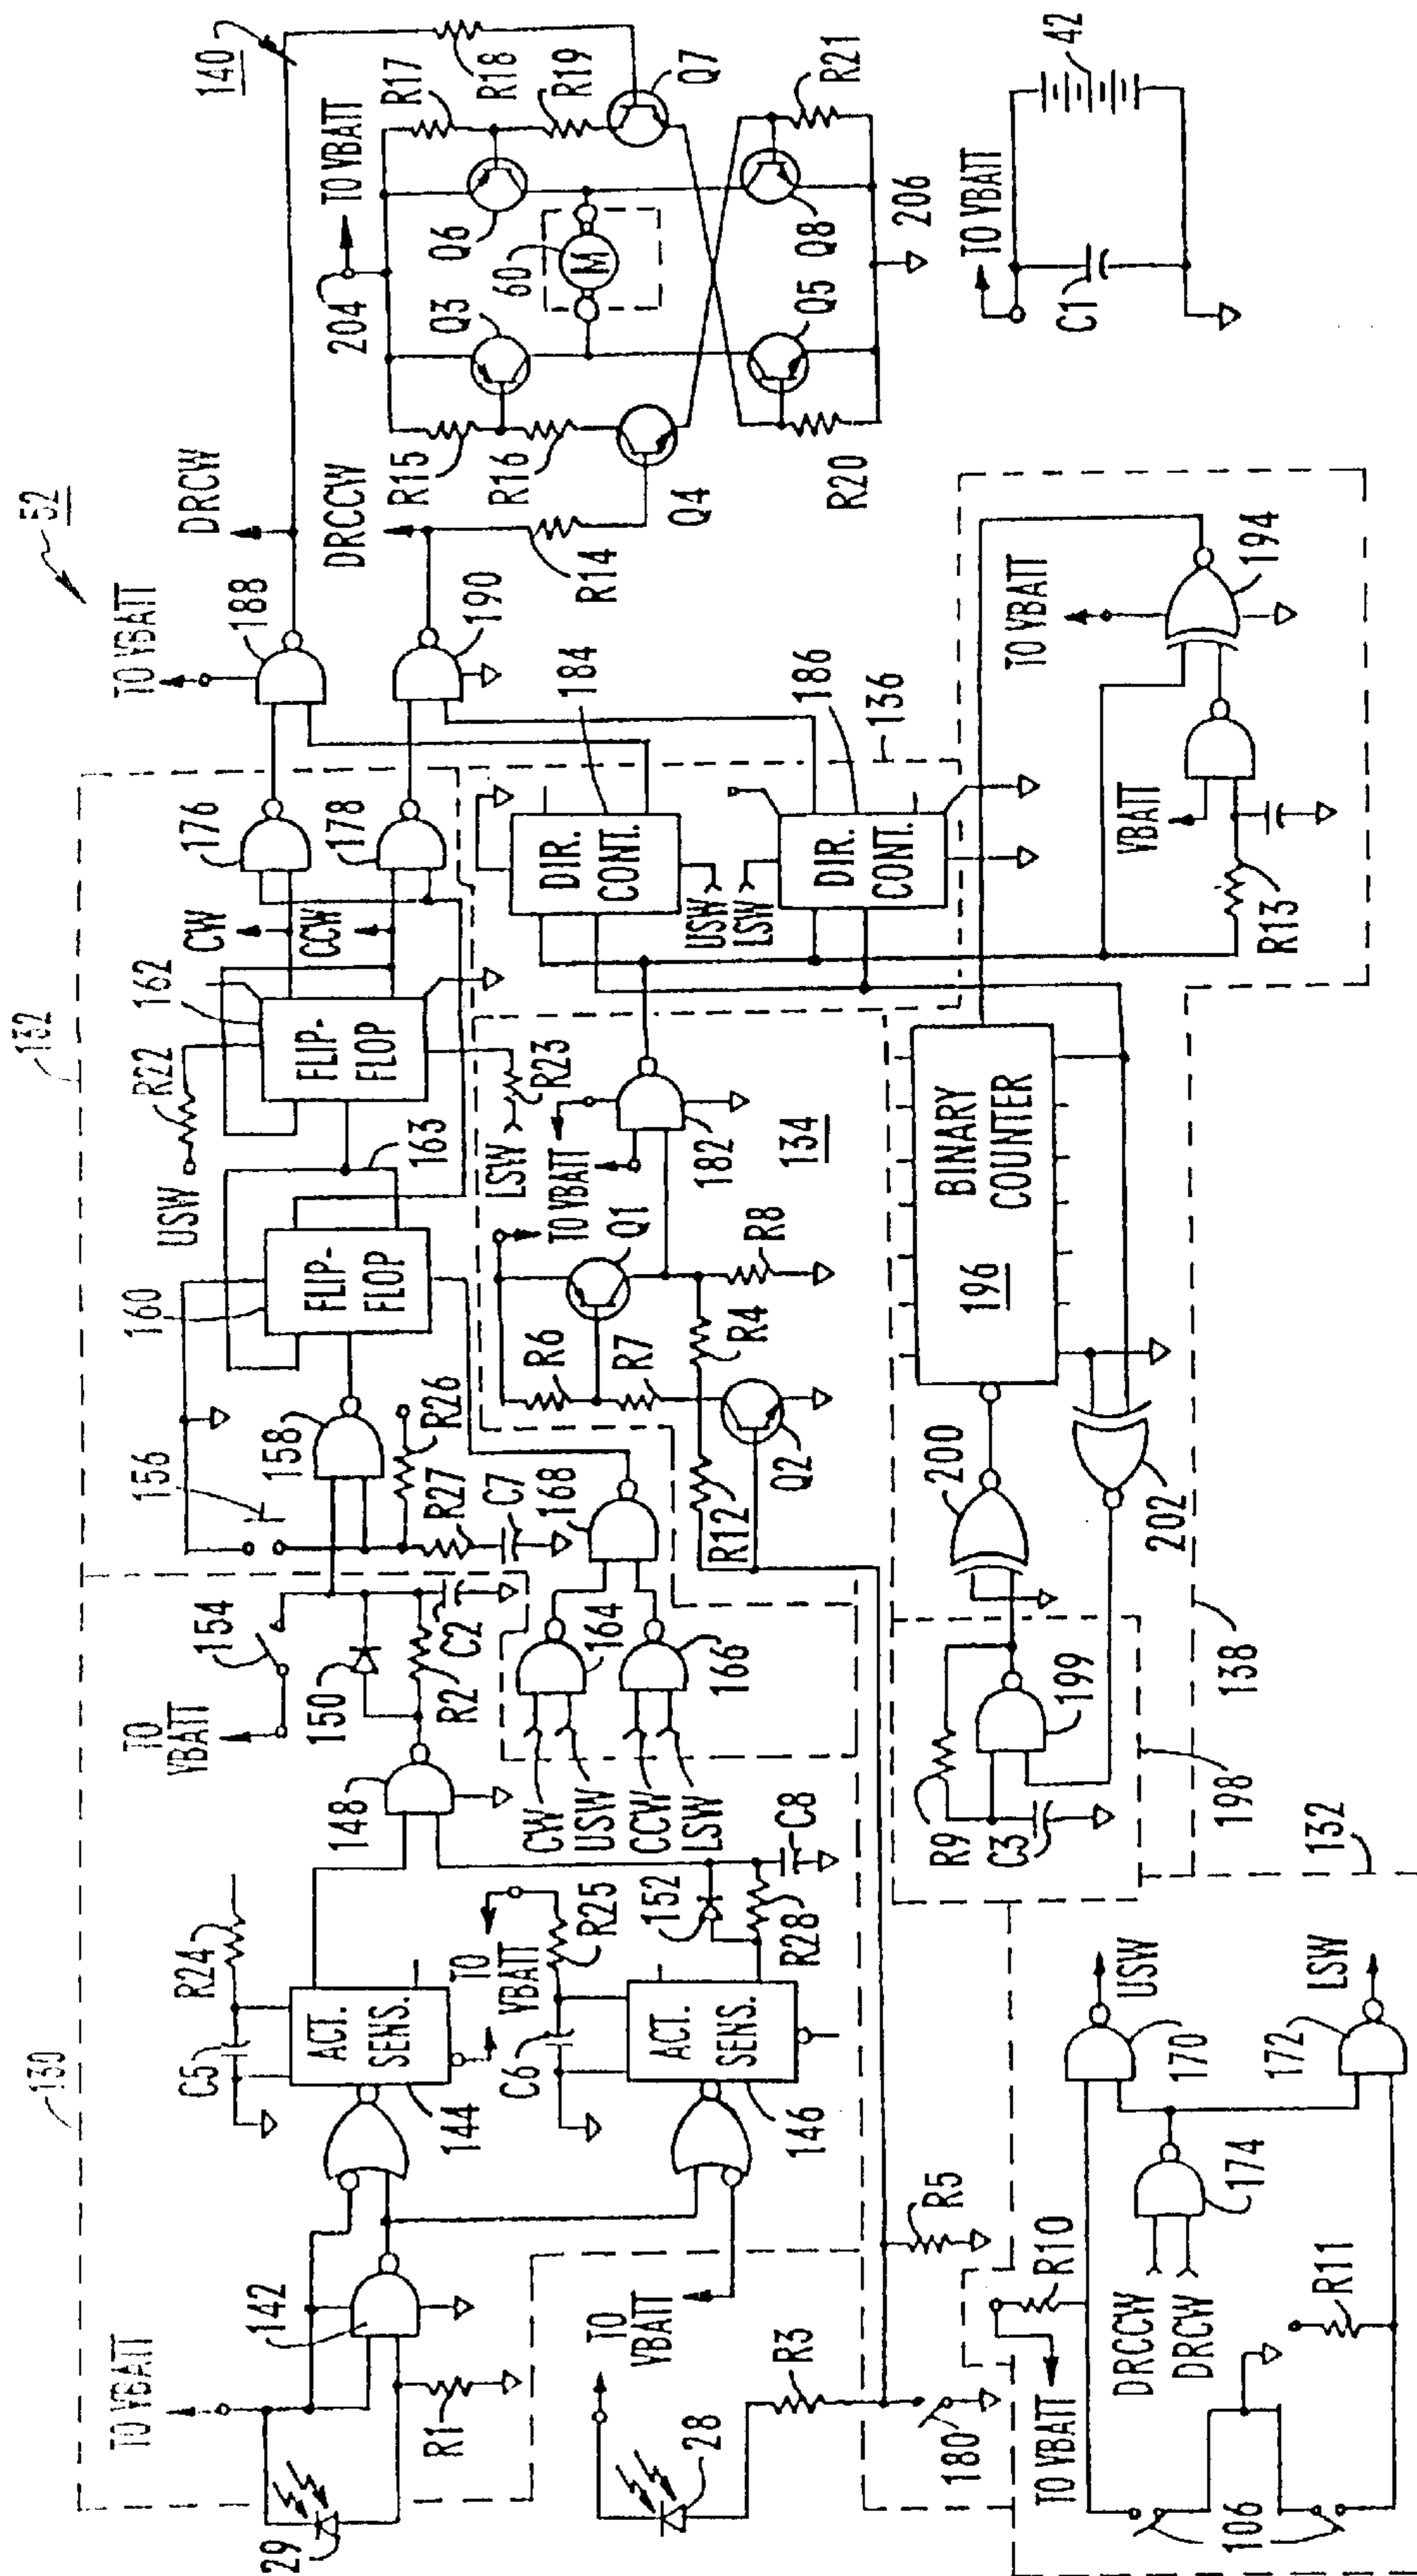 52
130
132
TO VBATT
142
29
R1
C5
R24
144
ACT. SENS.
TO VBATT
148
TO VBATT
154
150
R2
C2
156
158
R26
R27
C7
160
FLIP-FLOP
163
USW
R22
162
FLIP-FLOP
LSW
R23
CW
CCW
176
178
TO VBATT
188
190
DRCW
DRCCW
140
R14
204
TO VBATT
R15
R16
Q3
Q4
60
M
Q6
R17
R19
R18
Q7
Q5
Q8
R20
R21
206
TO VBATT
C1
42
TO VBATT
28
R3
180
R5
C6
R25
146
ACT. SENS.
152
R28
C8
CW
USW
CCW
LSW
164
166
168
R12
Q2
R6
R7
R4
Q1
R8
TO VBATT
182
134
DIR. CONT.
184
USW
LSW
DIR. CONT.
186
136
R9
C3
199
198
200
202
BINARY COUNTER
196
138
R13
VBATT
TO VBATT
194
132
TO VBATT
R10
106
DRCCW
DRCW
174
R11
170
USW
172
LSW